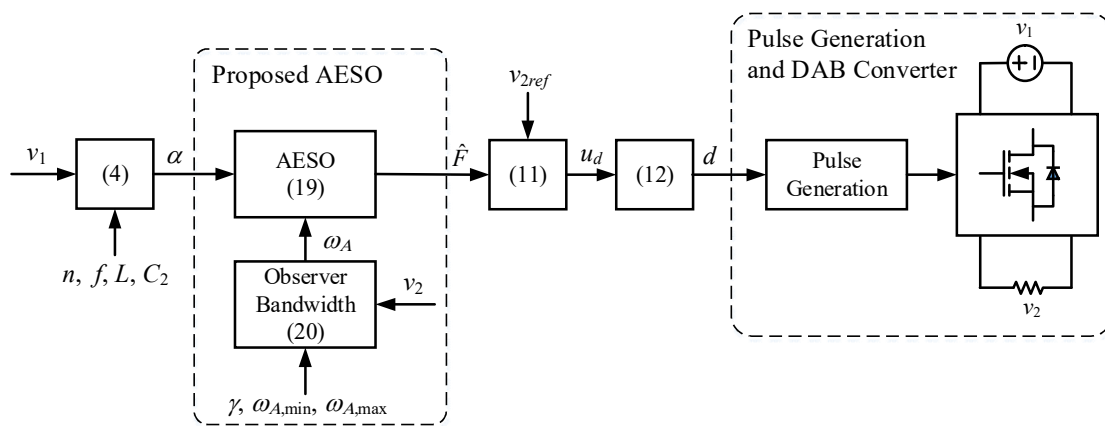 Proposed AESO
Pulse Generation
and DAB Converter
v1
v2ref
v1
(4)
α
AESO
(19)
F̂
(11)
ud
(12)
d
Pulse
Generation
+−
n, f, L, C2
ωA
Observer
Bandwidth
(20)
v2
v2
γ, ωA,min, ωA,max